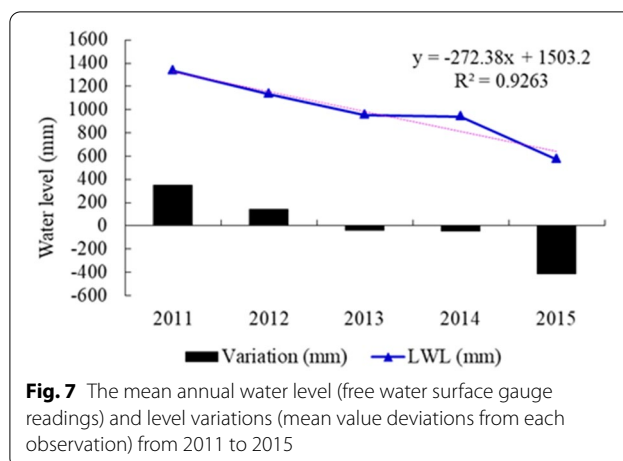 1600
1400
1200
1000
800
600
400
200
0
-200
-400
-600
Water level (mm)
y = -272.38x + 1503.2
R² = 0.9263
2011 2012 2013 2014 2015
Variation (mm) LWL (mm)
Fig. 7 The mean annual water level (free water surface gauge
readings) and level variations (mean value deviations from each
observation) from 2011 to 2015